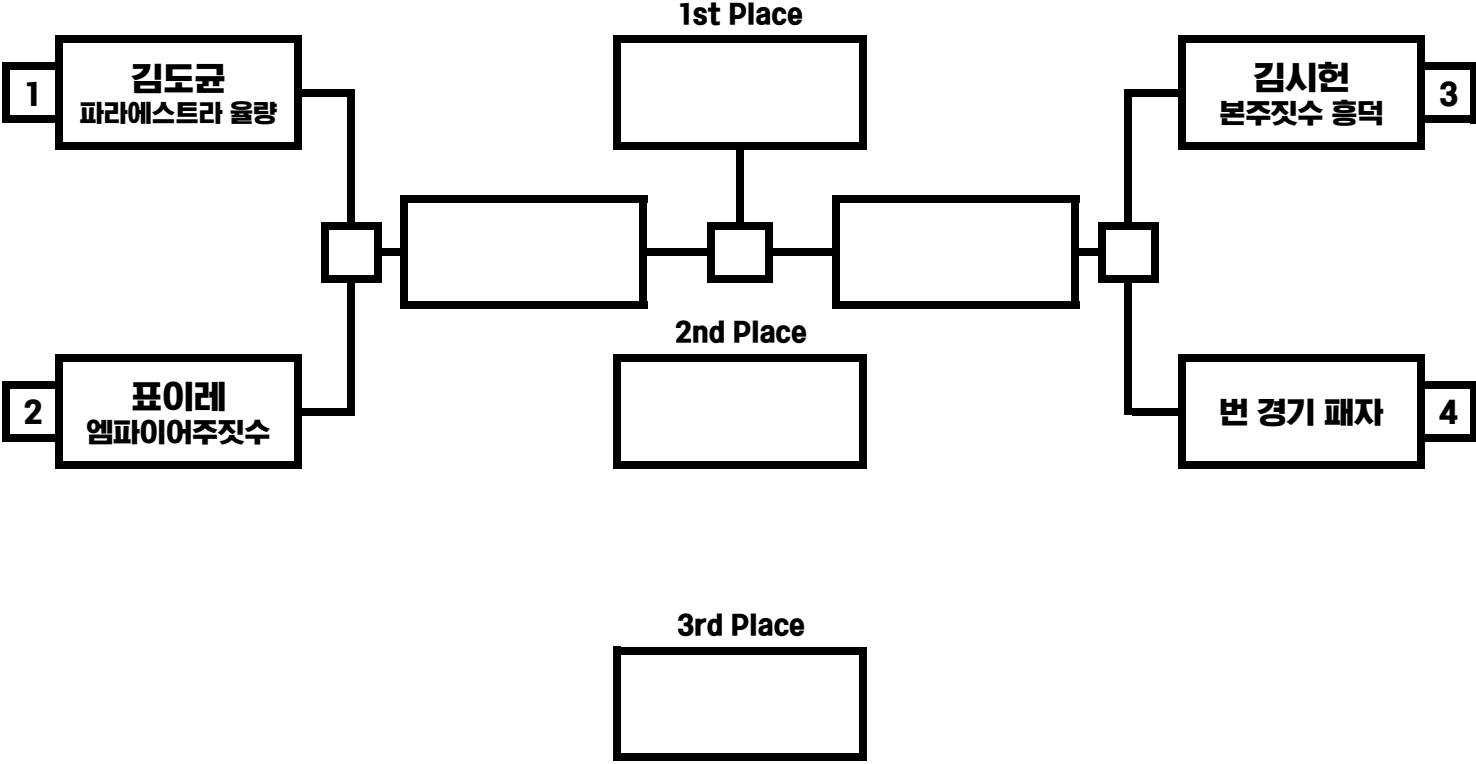 1st Place
1
김도균
파라에스트라 율량
김시헌
본주짓수 흥덕
3
2nd Place
2
표이레
엠파이어주짓수
번 경기 패자
4
3rd Place